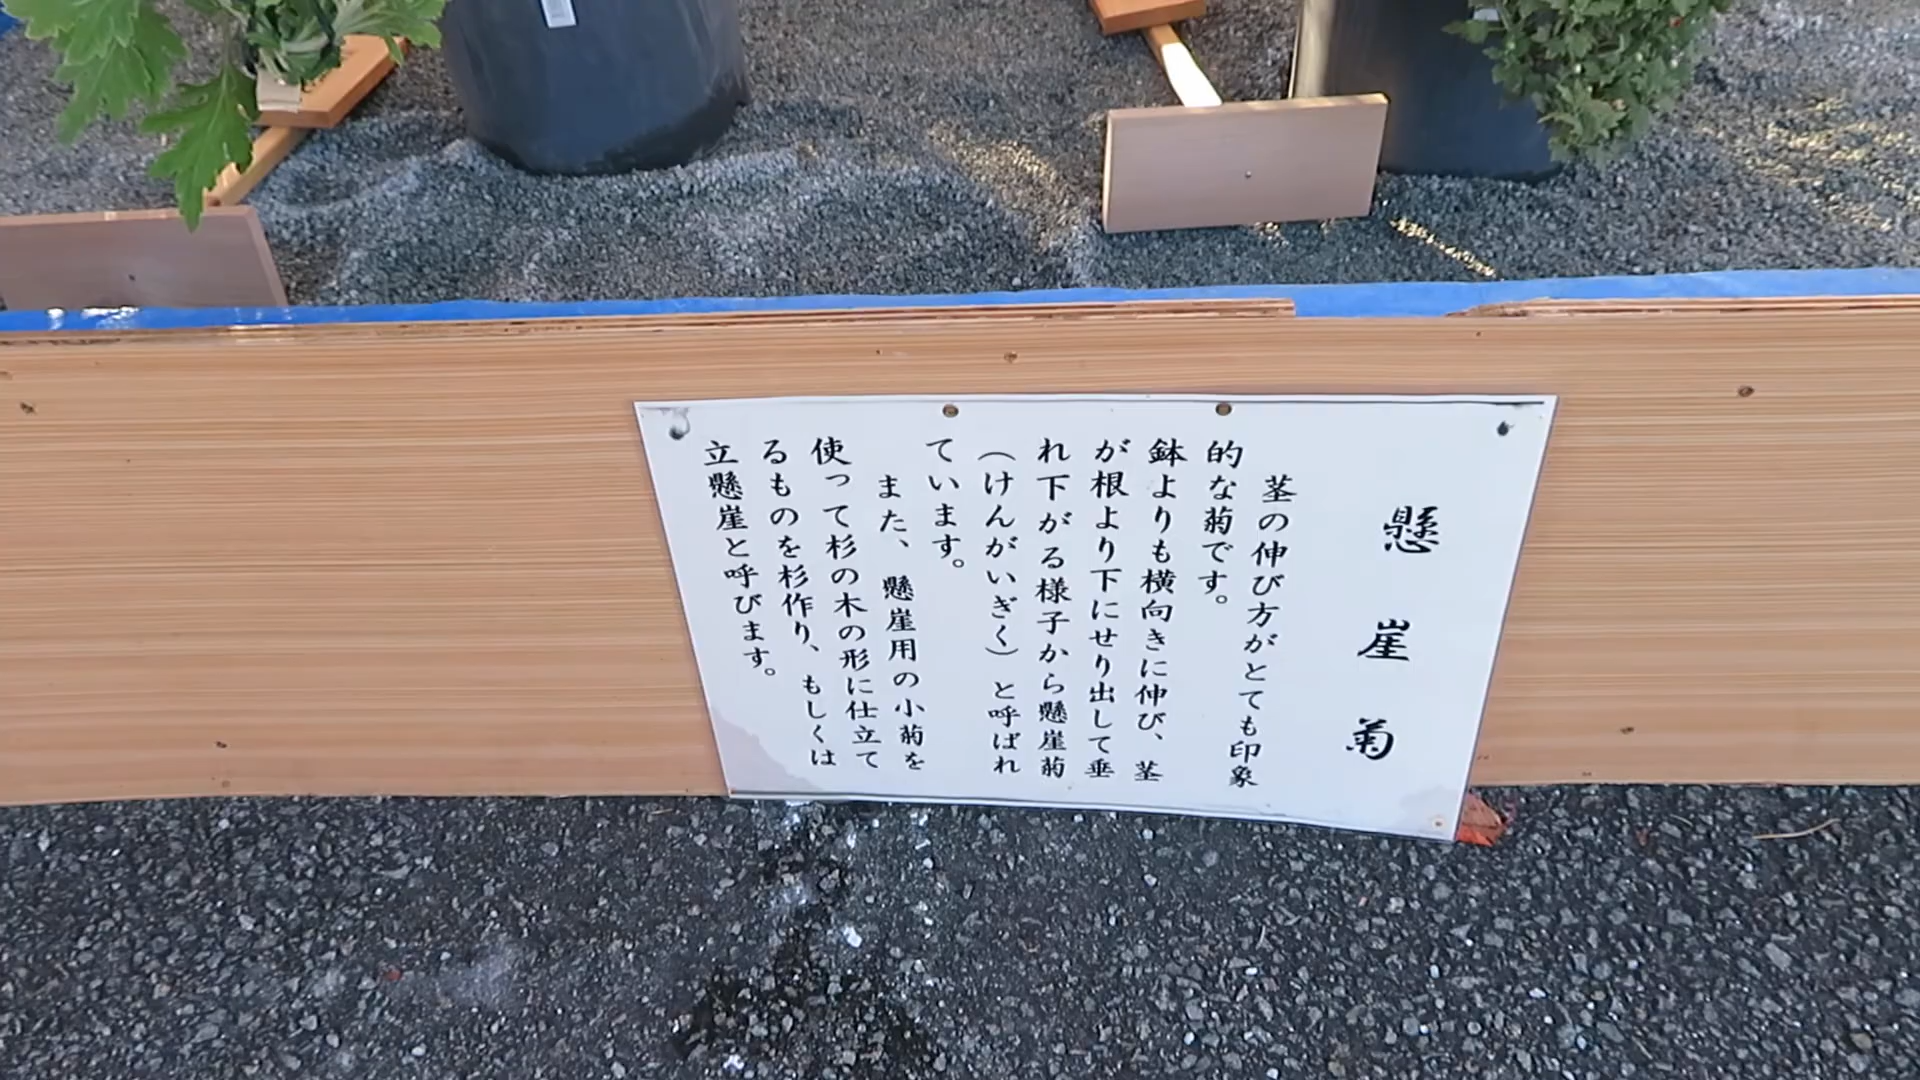 懸崖菊
茎の伸び方がとても印象
的な菊です。
鉢よりも横向きに伸び、茎
が根より下にせり出して垂
れ下がる様子から懸崖菊
（けんがいぎく）と呼ばれ
ています。
また、懸崖用の小菊を
使って杉の木の形に仕立て
るものを杉作り、もしくは
立懸崖と呼びます。